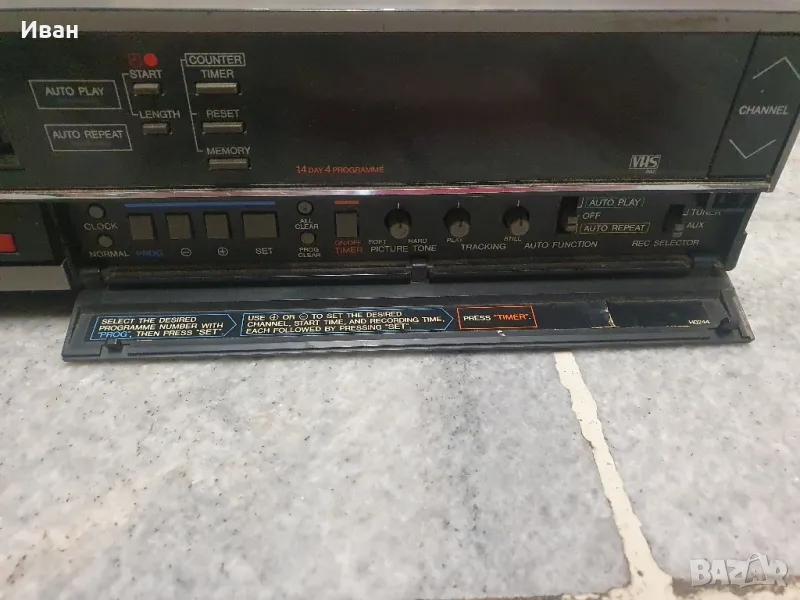 Иван
COUNTER
START
TIMER
AUTO PLAY
LENGTH
RESET
AUTO REPEAT
MEMORY
CHANNEL
14 DAY 4 PROGRAMME
VHS
PAL
CLOCK
NORMAL
PROG
⊖
⊕
SET
ALL CLEAR
PROG CLEAR
ON/OFF
TIMER
SOFT HARD
PICTURE TONE
PLAY STILL
TRACKING
AUTO PLAY
OFF
AUTO REPEAT
AUTO FUNCTION
TUNER
AUX
REC SELECTOR
SELECT THE DESIRED
PROGRAMME NUMBER WITH
"PROG", THEN PRESS "SET".
USE ⊕ OR ⊖ TO SET THE DESIRED
CHANNEL, START TIME, AND RECORDING TIME,
EACH FOLLOWED BY PRESSING "SET".
PRESS "TIMER".
HD244
BAZAR